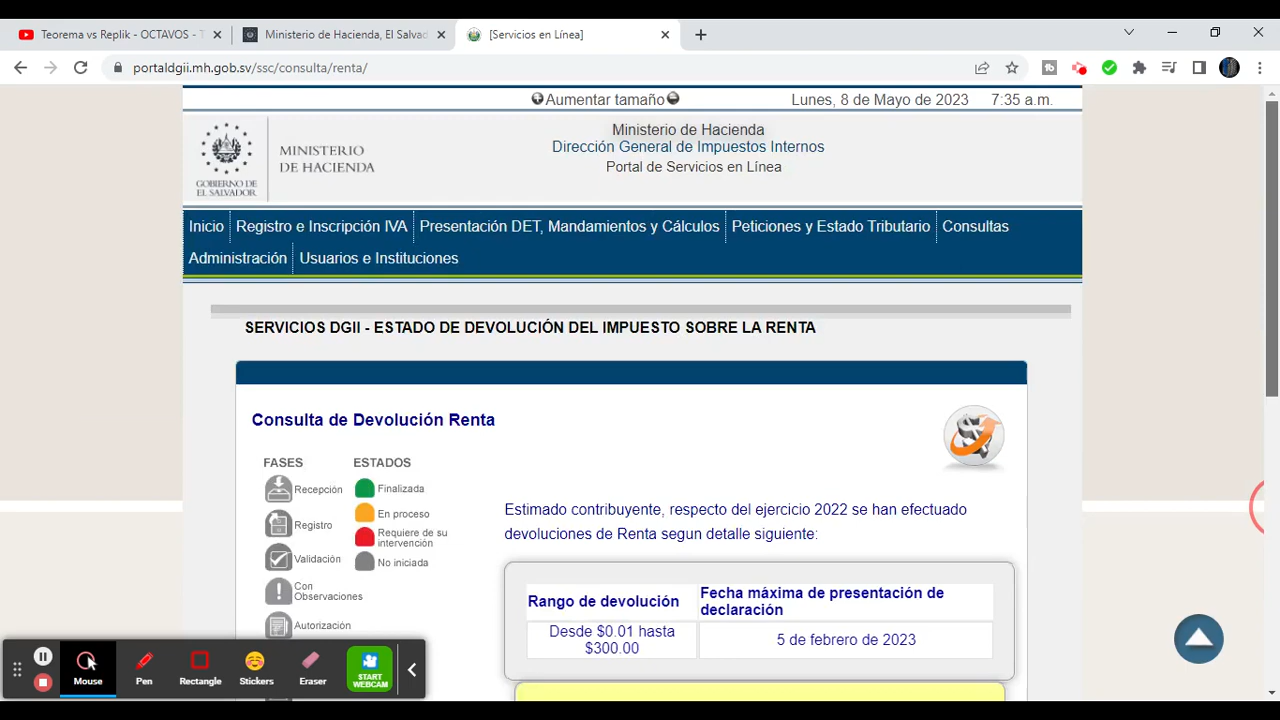 Teorema vs Replik - OCTAVOS - T
Ministerio de Hacienda, El Salvad
[Servicios en Línea]
portaldgii.mh.gob.sv/ssc/consulta/renta/
Aumentar tamaño
Lunes, 8 de Mayo de 2023 7:35 a.m.
GOBIERNO DE
EL SALVADOR
MINISTERIO
DE HACIENDA
Ministerio de Hacienda
Dirección General de Impuestos Internos
Portal de Servicios en Línea
Inicio Registro e Inscripción IVA Presentación DET, Mandamientos y Cálculos Peticiones y Estado Tributario Consultas
Administración Usuarios e Instituciones
SERVICIOS DGII - ESTADO DE DEVOLUCIÓN DEL IMPUESTO SOBRE LA RENTA
Consulta de Devolución Renta
FASES ESTADOS
Recepción Finalizada
Registro En proceso
Requiere de su
intervención
Validación No iniciada
Con
Observaciones
Autorización
Estimado contribuyente, respecto del ejercicio 2022 se han efectuado
devoluciones de Renta segun detalle siguiente:
Rango de devolución
Fecha máxima de presentación de
declaración
Desde $0.01 hasta
$300.00
5 de febrero de 2023
Mouse Pen Rectangle Stickers Eraser
START
WEBCAM